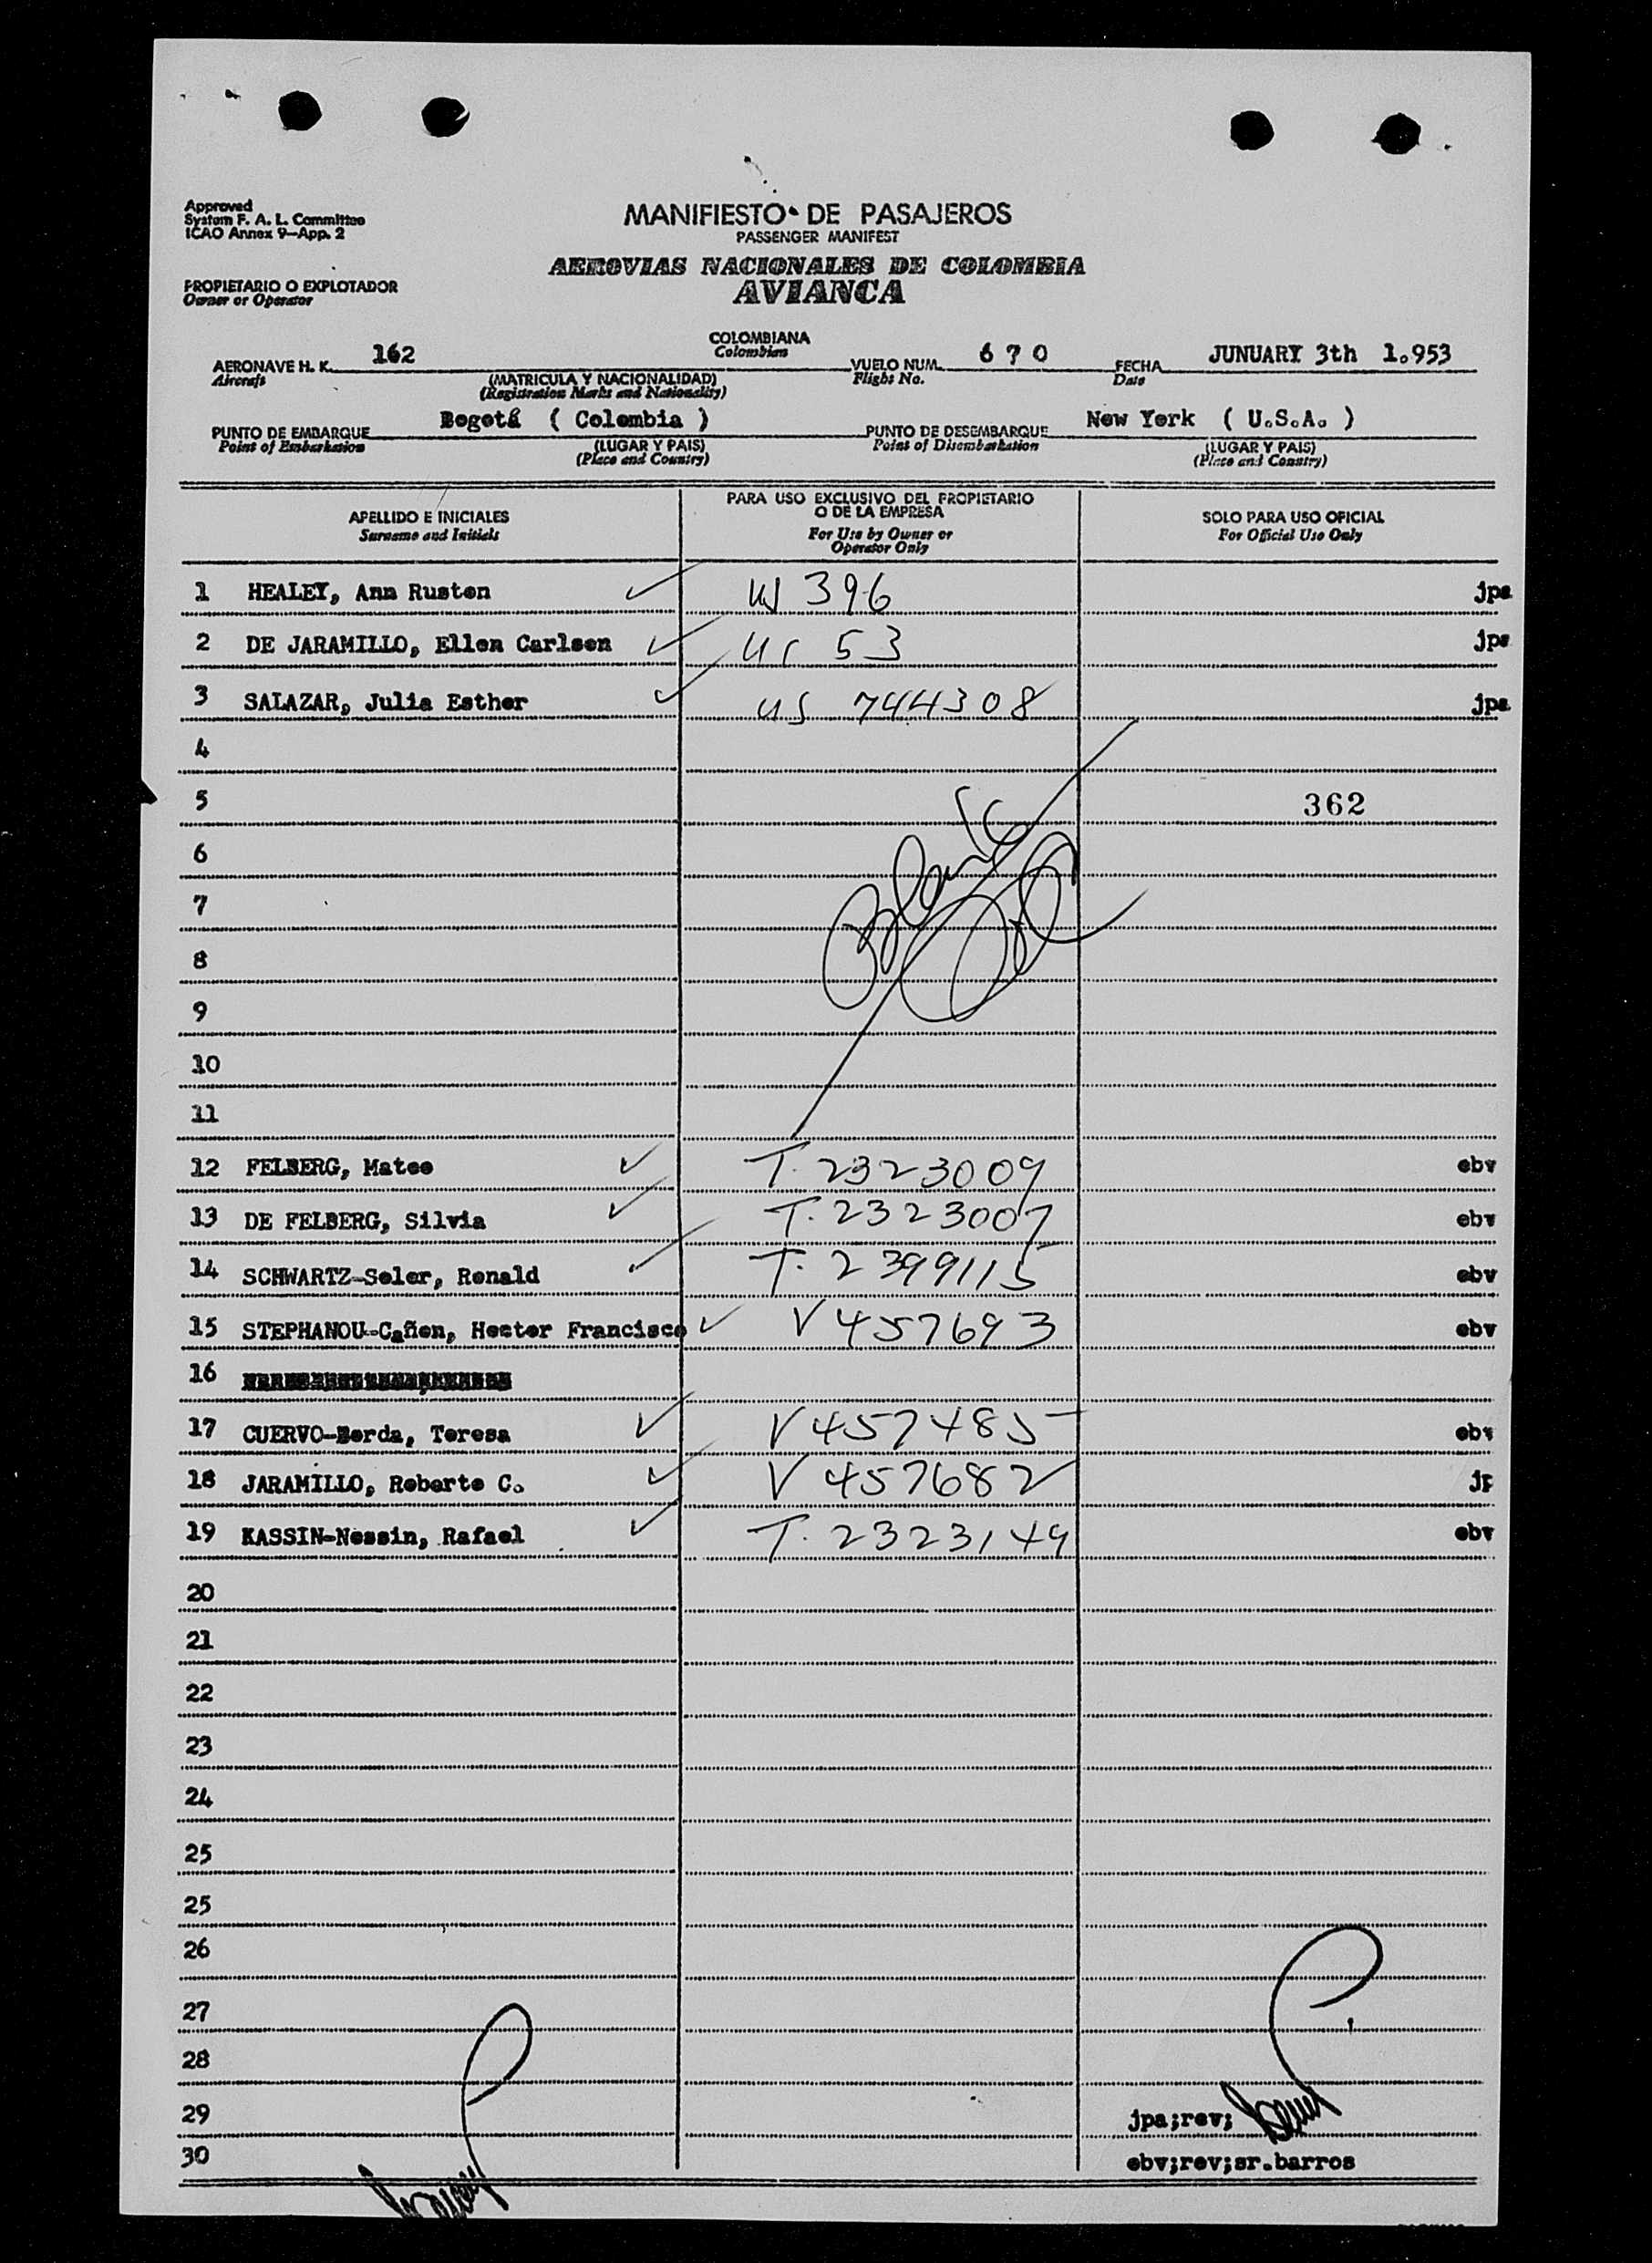 Approved
System F. A. L. Committee
ICAO Annex 9—App. 2
MANIFIESTO DE PASAJEROS
PASSENGER MANIFEST
AEROVIAS NACIONALES DE COLOMBIA
AVIANCA
PROPIETARIO O EXPLOTADOR
Owner or Operator
AERONAVE H. K. 162 COLOMBIANA VUELO NUM. 6 7 0 FECHA JUNUARY 3th 1.953
Aircraft Colombian Flight No. Date
(MATRICULA Y NACIONALIDAD)
(Registration Marks and Nationality)
PUNTO DE EMBARQUE Bogotá ( Colombia ) PUNTO DE DESEMBARQUE New York ( U.S.A. )
Point of Embarkation (LUGAR Y PAIS) Point of Disembarkation (LUGAR Y PAIS)
(Place and Country) (Place and Country)
APELLIDO E INICIALES PARA USO EXCLUSIVO DEL PROPIETARIO O DE LA EMPRESA SOLO PARA USO OFICIAL
Surname and Initials For Use by Owner or Operator Only For Official Use Only
1 HEALEY, Ann Ruston US 396 jpa
2 DE JARAMILLO, Ellen Carlsen US 53 jpa
3 SALAZAR, Julia Esther US 744308 jpa
4
5 362
6
7
8
9
10
11
12 FELBERG, Mateo T. 2323009 ebv
13 DE FELBERG, Silvia T. 2323007 ebv
14 SCHWARTZ-Soler, Ronald T. 2399115 ebv
15 STEPHANOU-Cañon, Hector Francisco V 457693 ebv
16
17 CUERVO-Borda, Teresa V 457485 ebv
18 JARAMILLO, Roberto C. V 457682 jp
19 KASSIN-Nessin, Rafael T. 2323149 ebv
20
21
22
23
24
25
25
26
27
28
29 jpa;rev;
30 ebv;rev;sr.barros